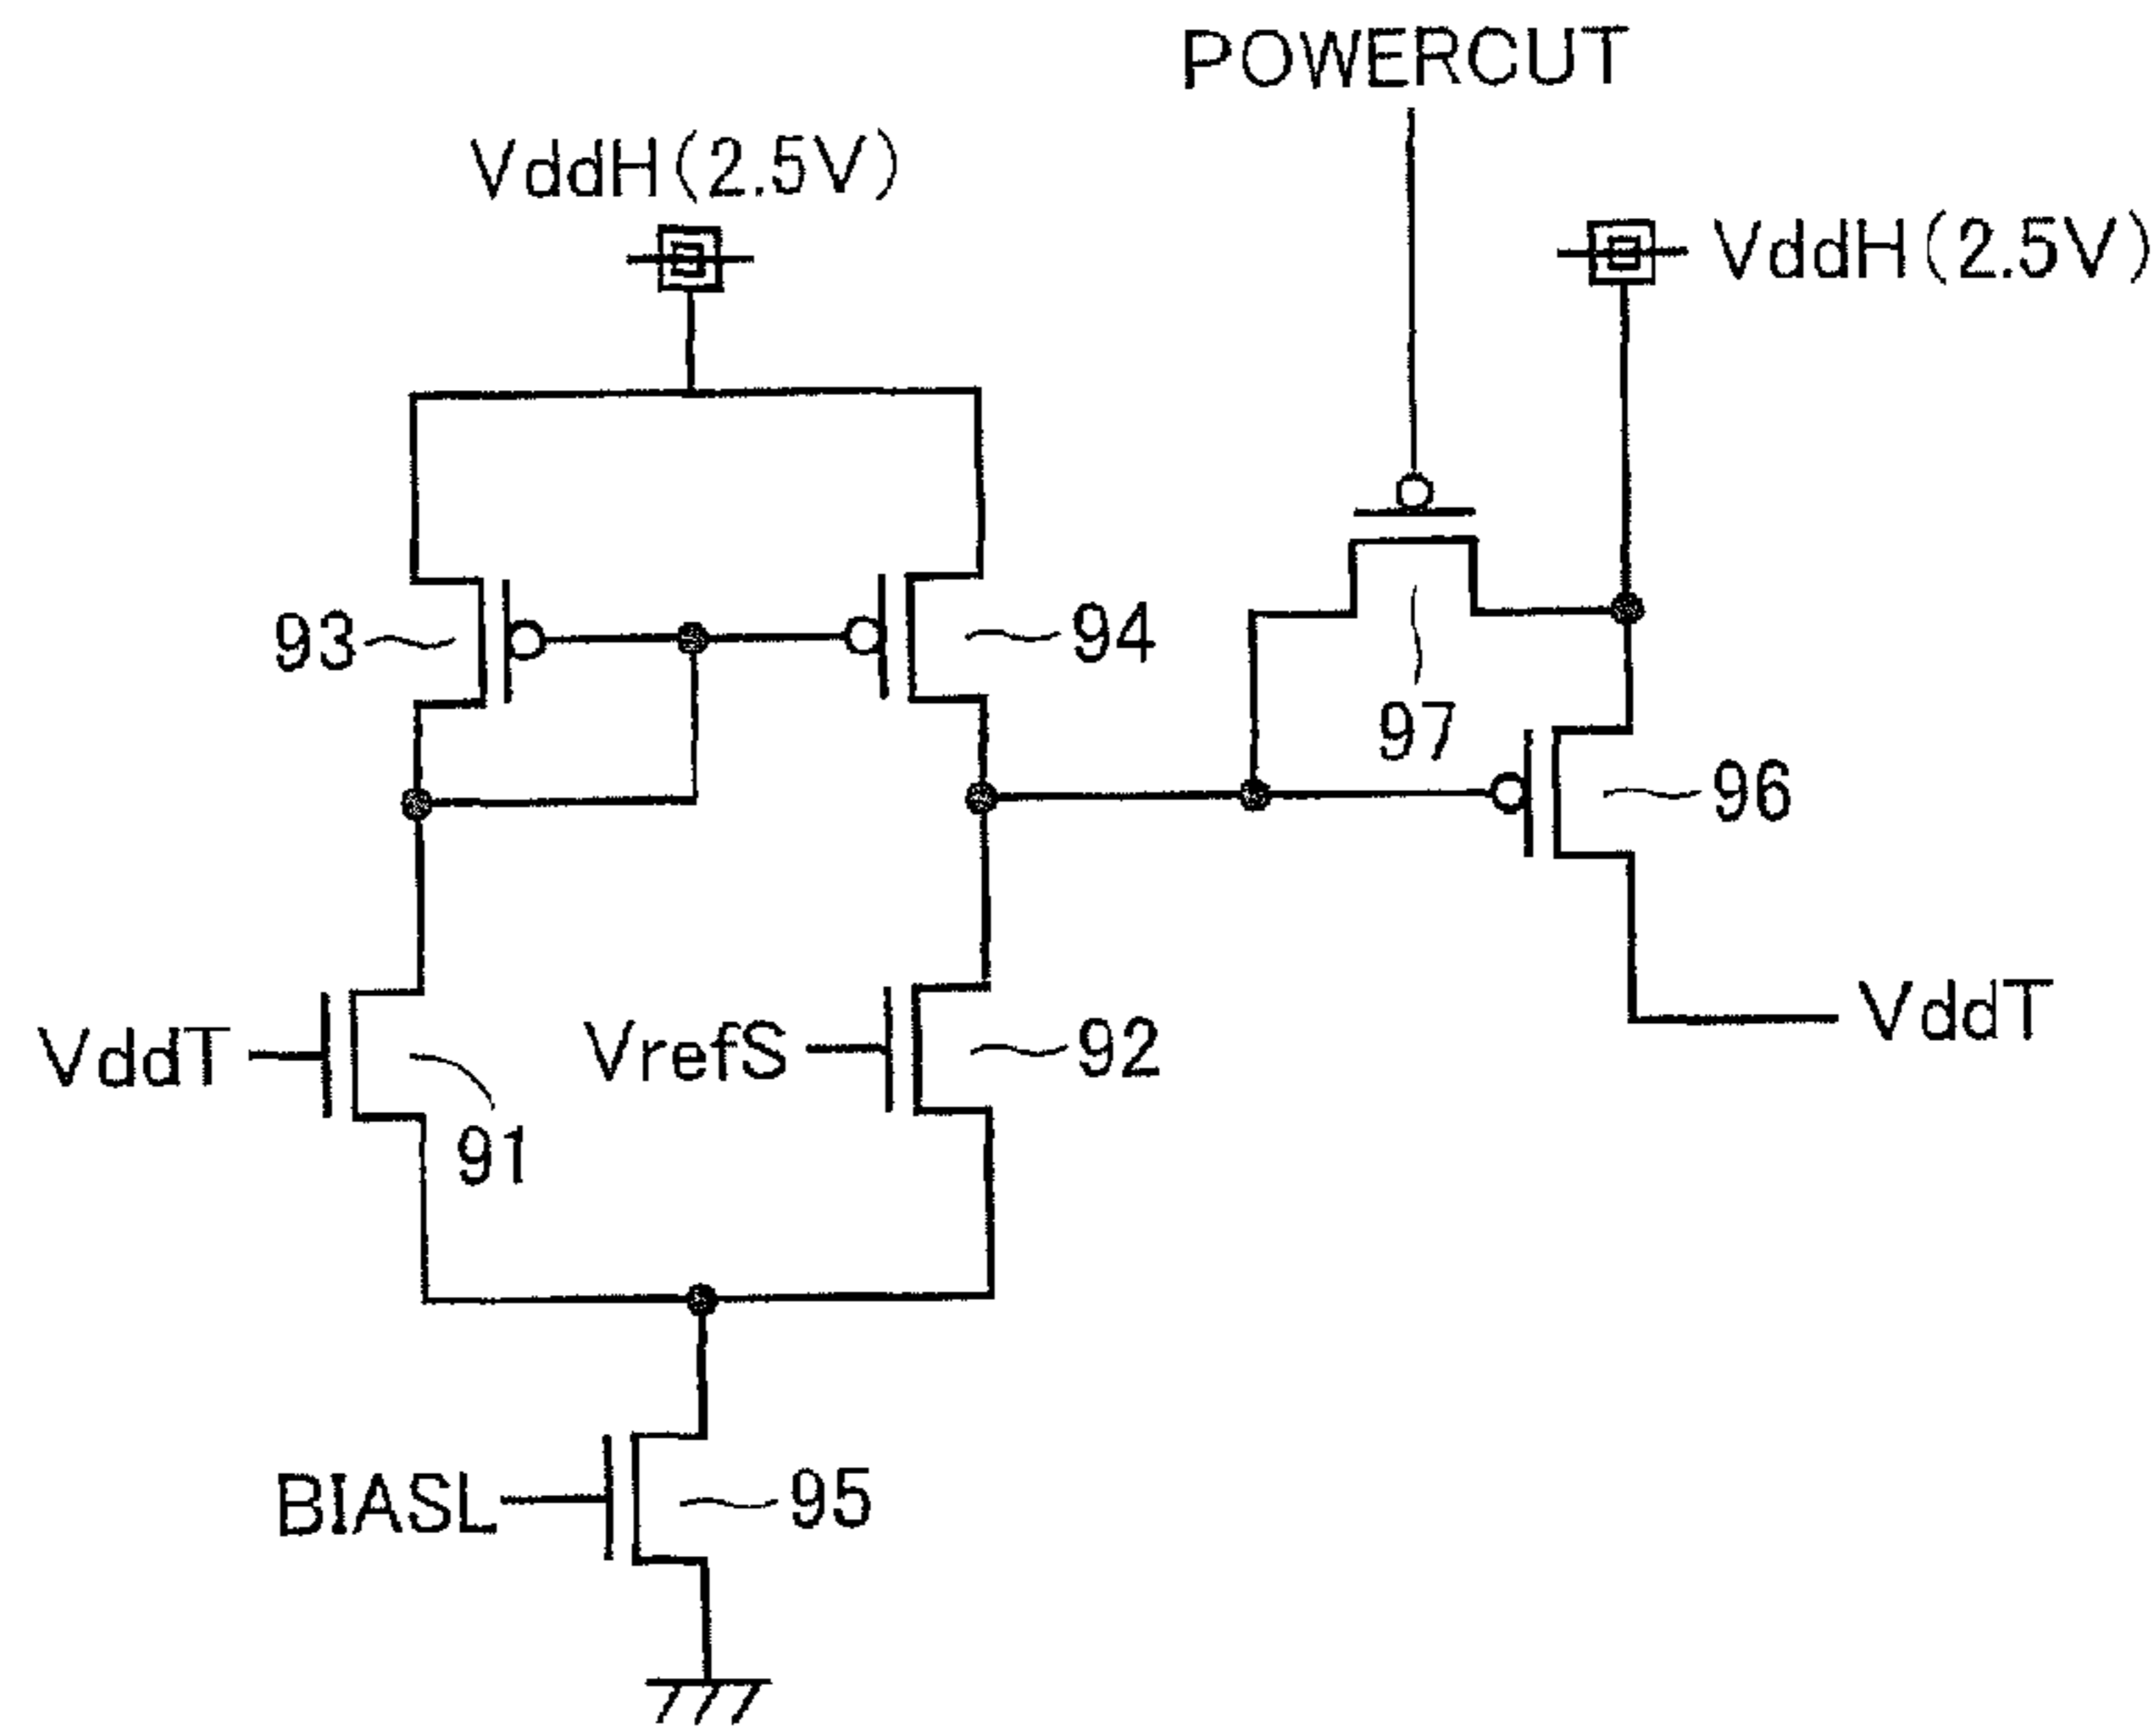 POWERCUT
VddH(2.5V)
VddH(2.5V)
93
94
97
96
VddT
VrefS
92
VddT
91
BIASL
95